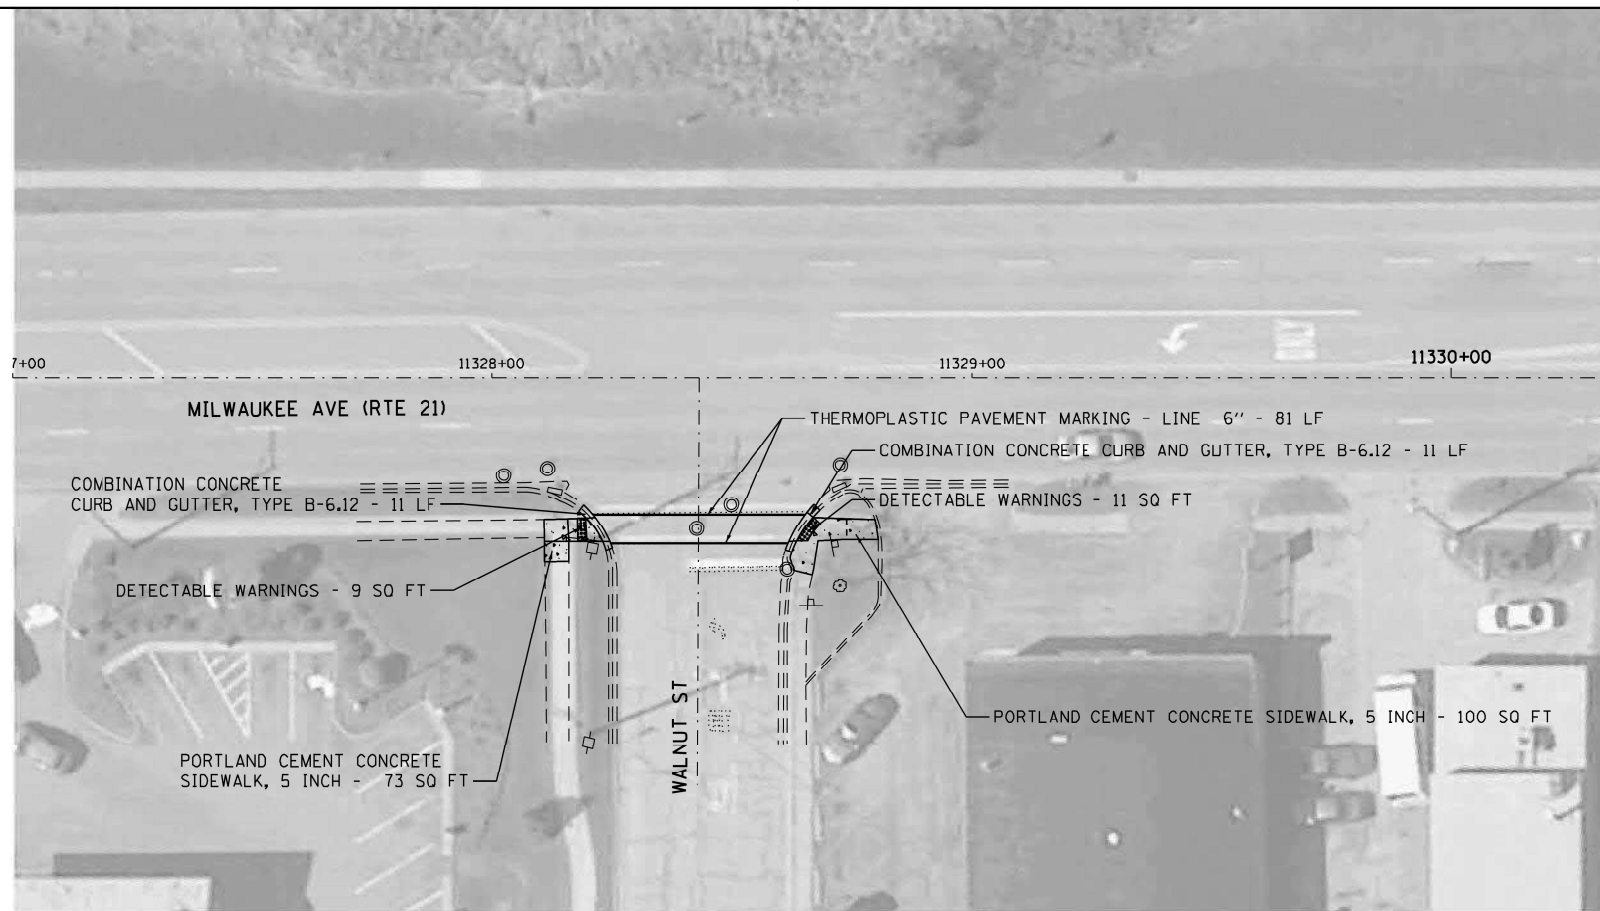 7+00
11328+00
11329+00
11330+00
ONLY
MILWAUKEE AVE (RTE 21)
THERMOPLASTIC PAVEMENT MARKING - LINE 6" - 81 LF
COMBINATION CONCRETE CURB AND GUTTER, TYPE B-6.12 - 11 LF
COMBINATION CONCRETE
CURB AND GUTTER, TYPE B-6.12 - 11 LF
DETECTABLE WARNINGS - 11 SQ FT
DETECTABLE WARNINGS - 9 SQ FT
WALNUT ST
PORTLAND CEMENT CONCRETE SIDEWALK, 5 INCH - 100 SQ FT
PORTLAND CEMENT CONCRETE
SIDEWALK, 5 INCH - 73 SQ FT